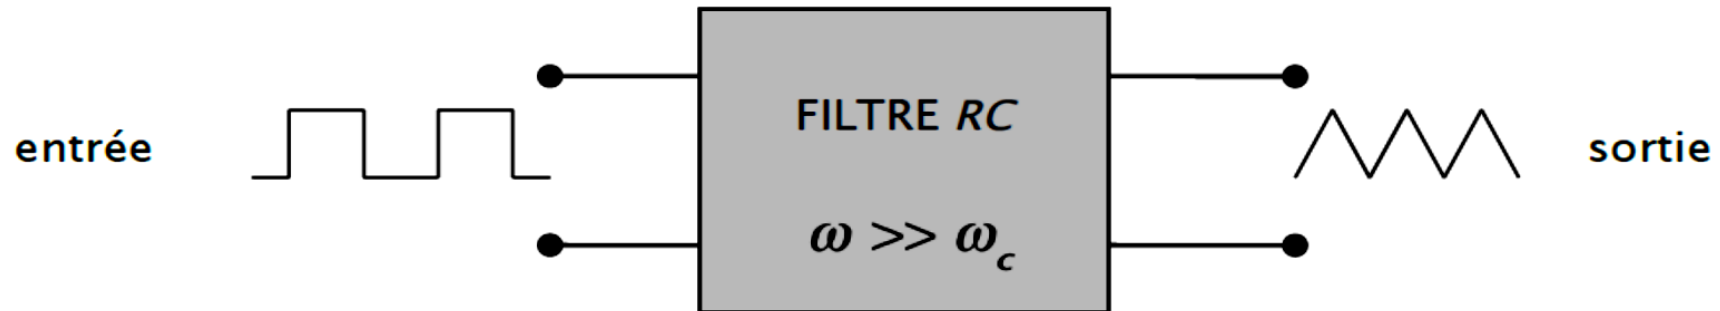 entrée
FILTRE RC
ω >> ωc
sortie